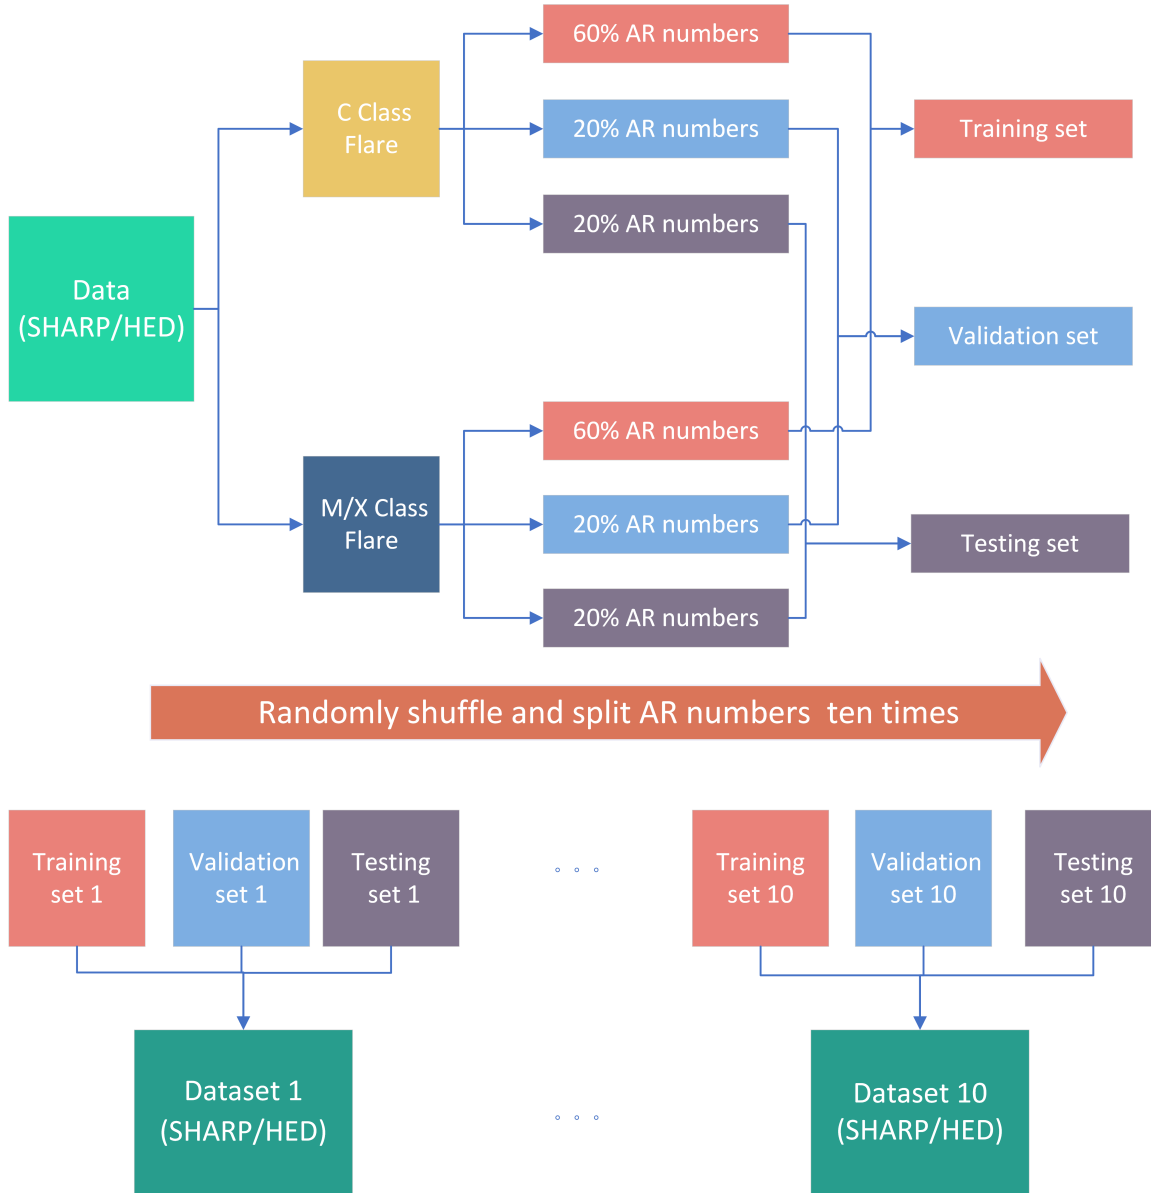 60% AR numbers
C Class
Flare
20% AR numbers
Training set
20% AR numbers
Data
(SHARP/HED)
Validation set
60% AR numbers
M/X Class
Flare
20% AR numbers
Testing set
20% AR numbers
Randomly shuffle and split AR numbers  ten times
Training
set 1
Validation
set 1
Testing
set 1
. . .
Training
set 10
Validation
set 10
Testing
set 10
Dataset 1
(SHARP/HED)
. . .
Dataset 10
(SHARP/HED)